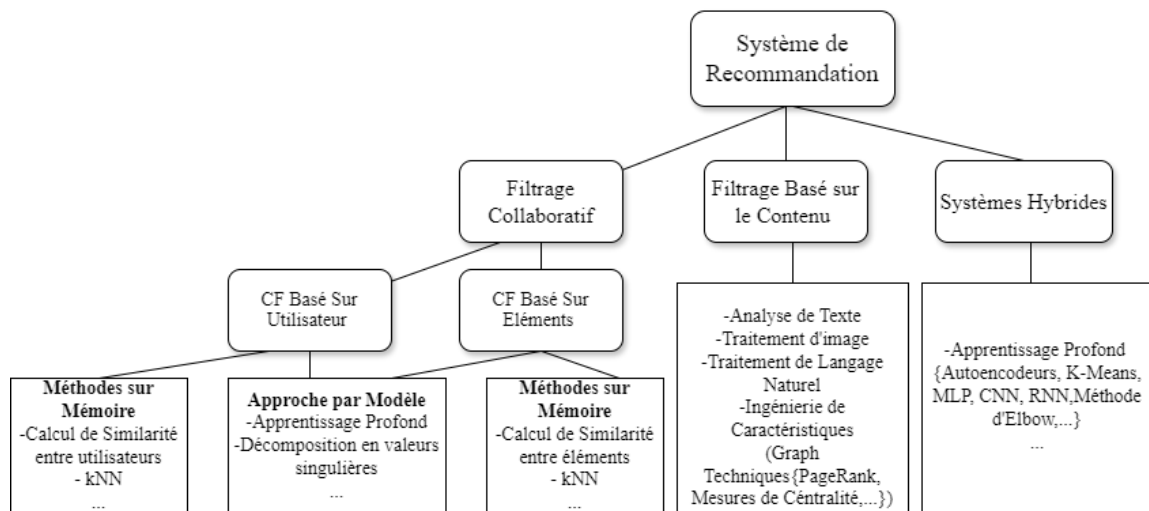 Système de
Recommandation
Filtrage
Collaboratif
Filtrage Basé sur
le Contenu
Systèmes Hybrides
CF Basé Sur
Utilisateur
CF Basé Sur
Eléments
Méthodes sur
Mémoire
-Calcul de Similarité
entre utilisateurs
- kNN
...
Approche par Modèle
-Apprentissage Profond
-Décomposition en valeurs
singulières
...
Méthodes sur
Mémoire
-Calcul de Similarité
entre éléments
- kNN
...
-Analyse de Texte
-Traitement d'image
-Traitement de Langage
Naturel
-Ingénierie de
Caractéristiques
(Graph
Techniques{PageRank,
Mesures de Céntralité,...})
-Apprentissage Profond
{Autoencodeurs, K-Means,
MLP, CNN, RNN,Méthode
d'Elbow,...}
...